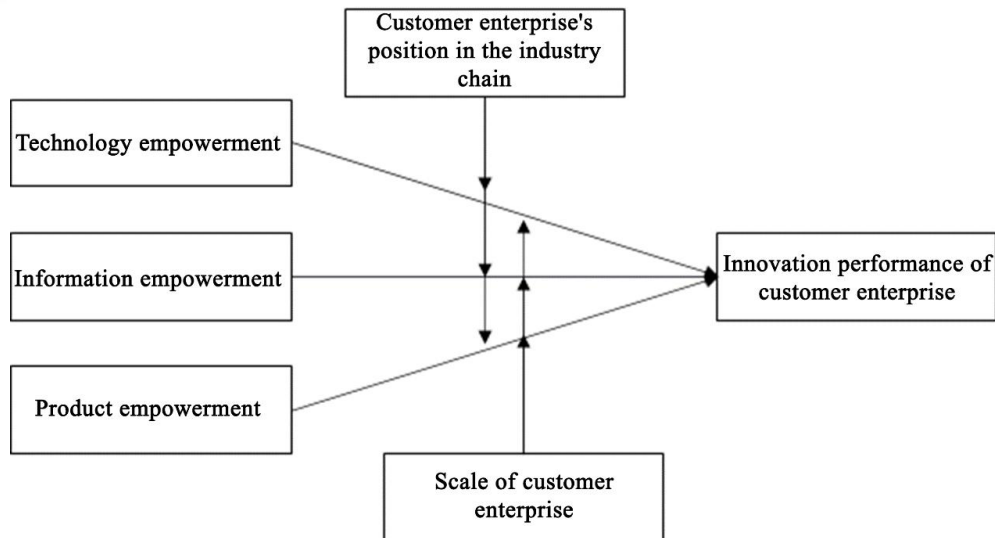 Customer enterprise's
position in the industry
chain
Technology empowerment
Information empowerment
Innovation performance of
customer enterprise
Product empowerment
Scale of customer
enterprise